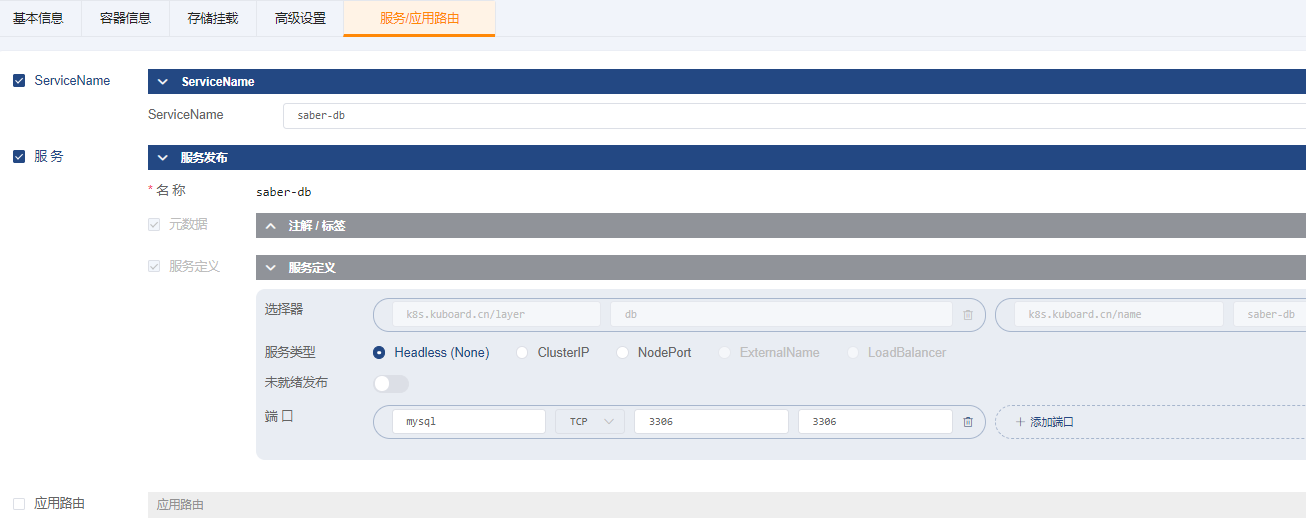 基本信息 容器信息 存储挂载 高级设置 服务/应用路由
ServiceName ServiceName
ServiceName saber-db
服 务 服务发布
* 名 称 saber-db
元数据 注解 / 标签
服务定义 服务定义
选择器 k8s.kuboard.cn/layer db k8s.kuboard.cn/name saber-db
服务类型 Headless (None) ClusterIP NodePort ExternalName LoadBalancer
未就绪发布
端 口 mysql TCP 3306 3306 + 添加端口
应用路由 应用路由